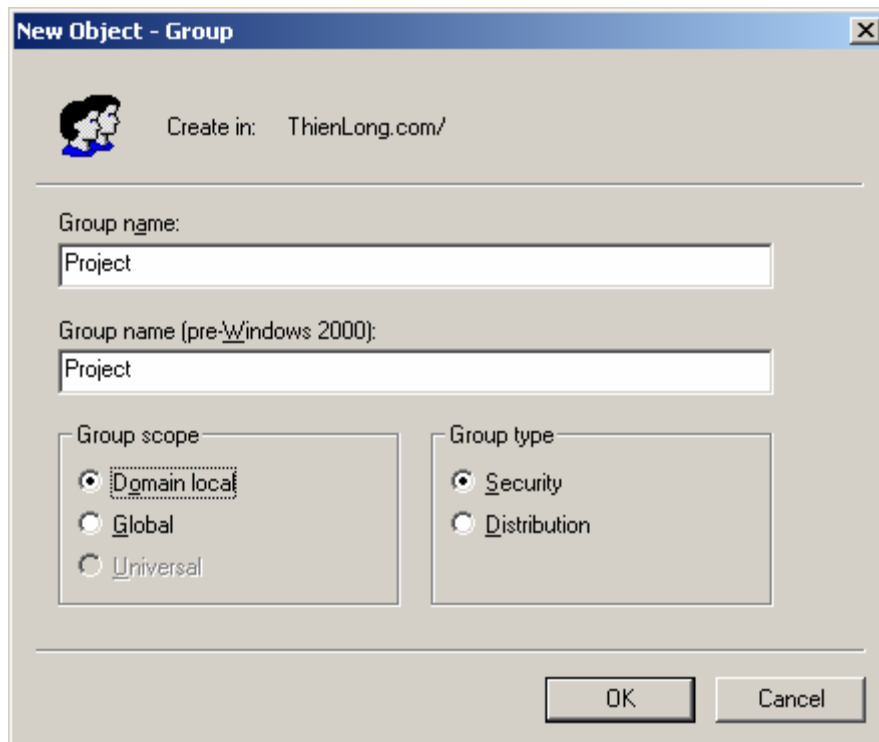 New Object - Group
Create in: ThienLong.com/
Group name:
Project
Group name (pre-Windows 2000):
Project
Group scope
Domain local
Global
Universal
Group type
Security
Distribution
OK
Cancel